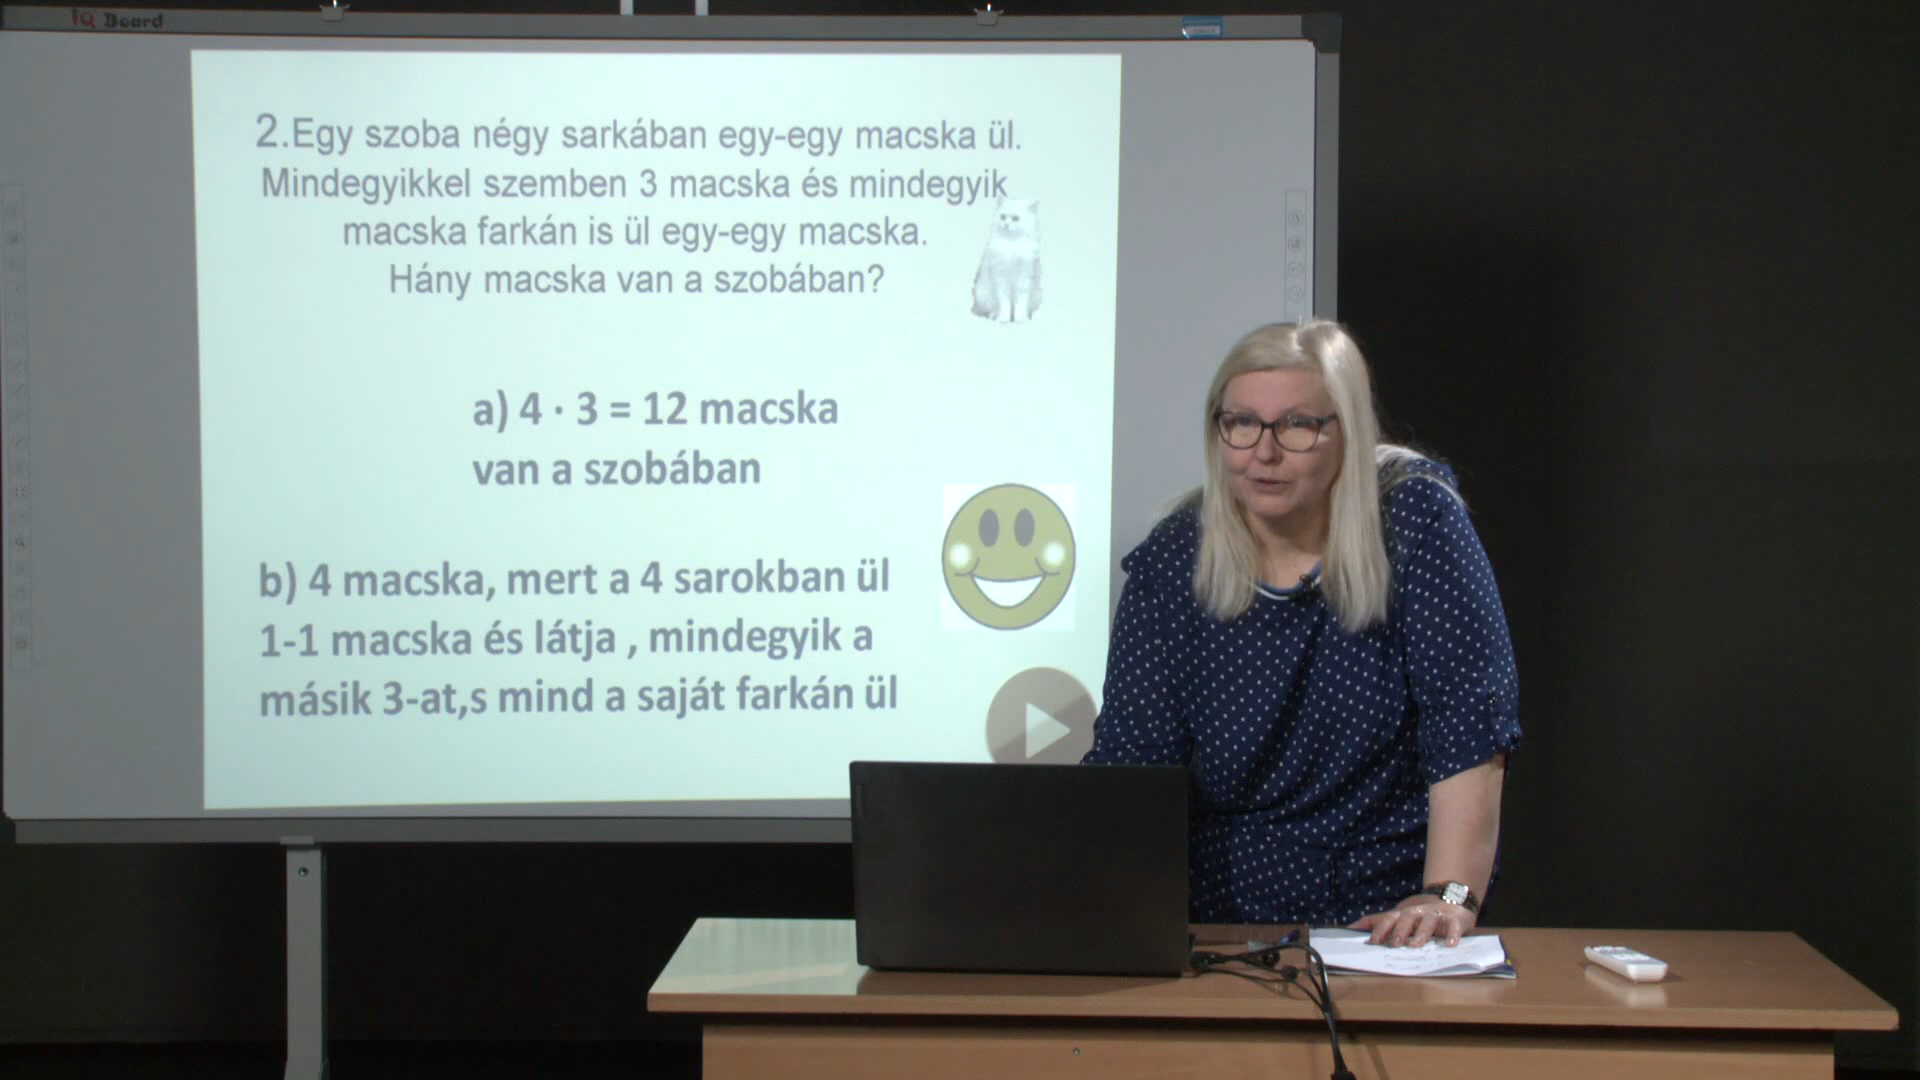 IQ Board
2.Egy szoba négy sarkában egy-egy macska ül.
Mindegyikkel szemben 3 macska és mindegyik
macska farkán is ül egy-egy macska.
Hány macska van a szobában?
a) 4 · 3 = 12 macska
van a szobában
b) 4 macska, mert a 4 sarokban ül
1-1 macska és látja , mindegyik a
másik 3-at,s mind a saját farkán ül